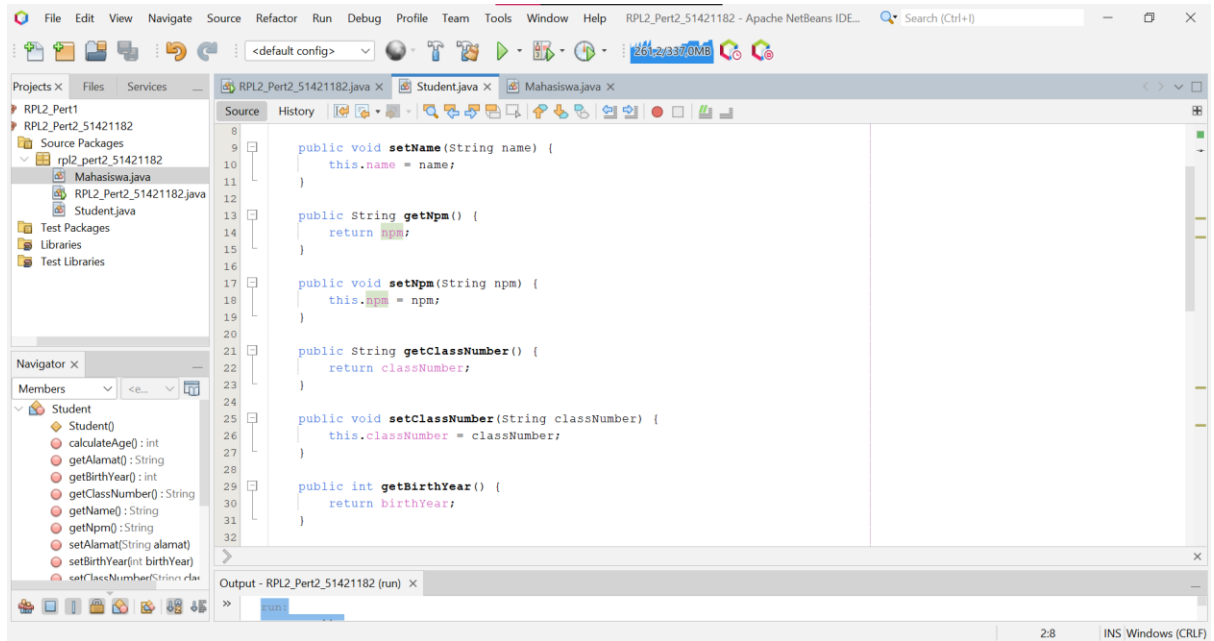 File Edit View Navigate Source Refactor Run Debug Profile Team Tools Window Help RPL2_Pert2_51421182 - Apache NetBeans IDE... Search (Ctrl+I)
<default config> 261,2/337,0MB
Projects Files Services
RPL2_Pert1
RPL2_Pert2_51421182
Source Packages
rpl2_pert2_51421182
Mahasiswa.java
RPL2_Pert2_51421182.java
Student.java
Test Packages
Libraries
Test Libraries
Navigator
Members <e...
Student
Student()
calculateAge() : int
getAlamat() : String
getBirthYear() : int
getClassNumber() : String
getName() : String
getNpm() : String
setAlamat(String alamat)
setBirthYear(int birthYear)
setClassNumber(String clas
RPL2_Pert2_51421182.java Student.java Mahasiswa.java
Source History
8
9 public void setName(String name) {
10 this.name = name;
11 }
12
13 public String getNpm() {
14 return npm;
15 }
16
17 public void setNpm(String npm) {
18 this.npm = npm;
19 }
20
21 public String getClassNumber() {
22 return classNumber;
23 }
24
25 public void setClassNumber(String classNumber) {
26 this.classNumber = classNumber;
27 }
28
29 public int getBirthYear() {
30 return birthYear;
31 }
32
Output - RPL2_Pert2_51421182 (run)
run:
2:8 INS Windows (CRLF)